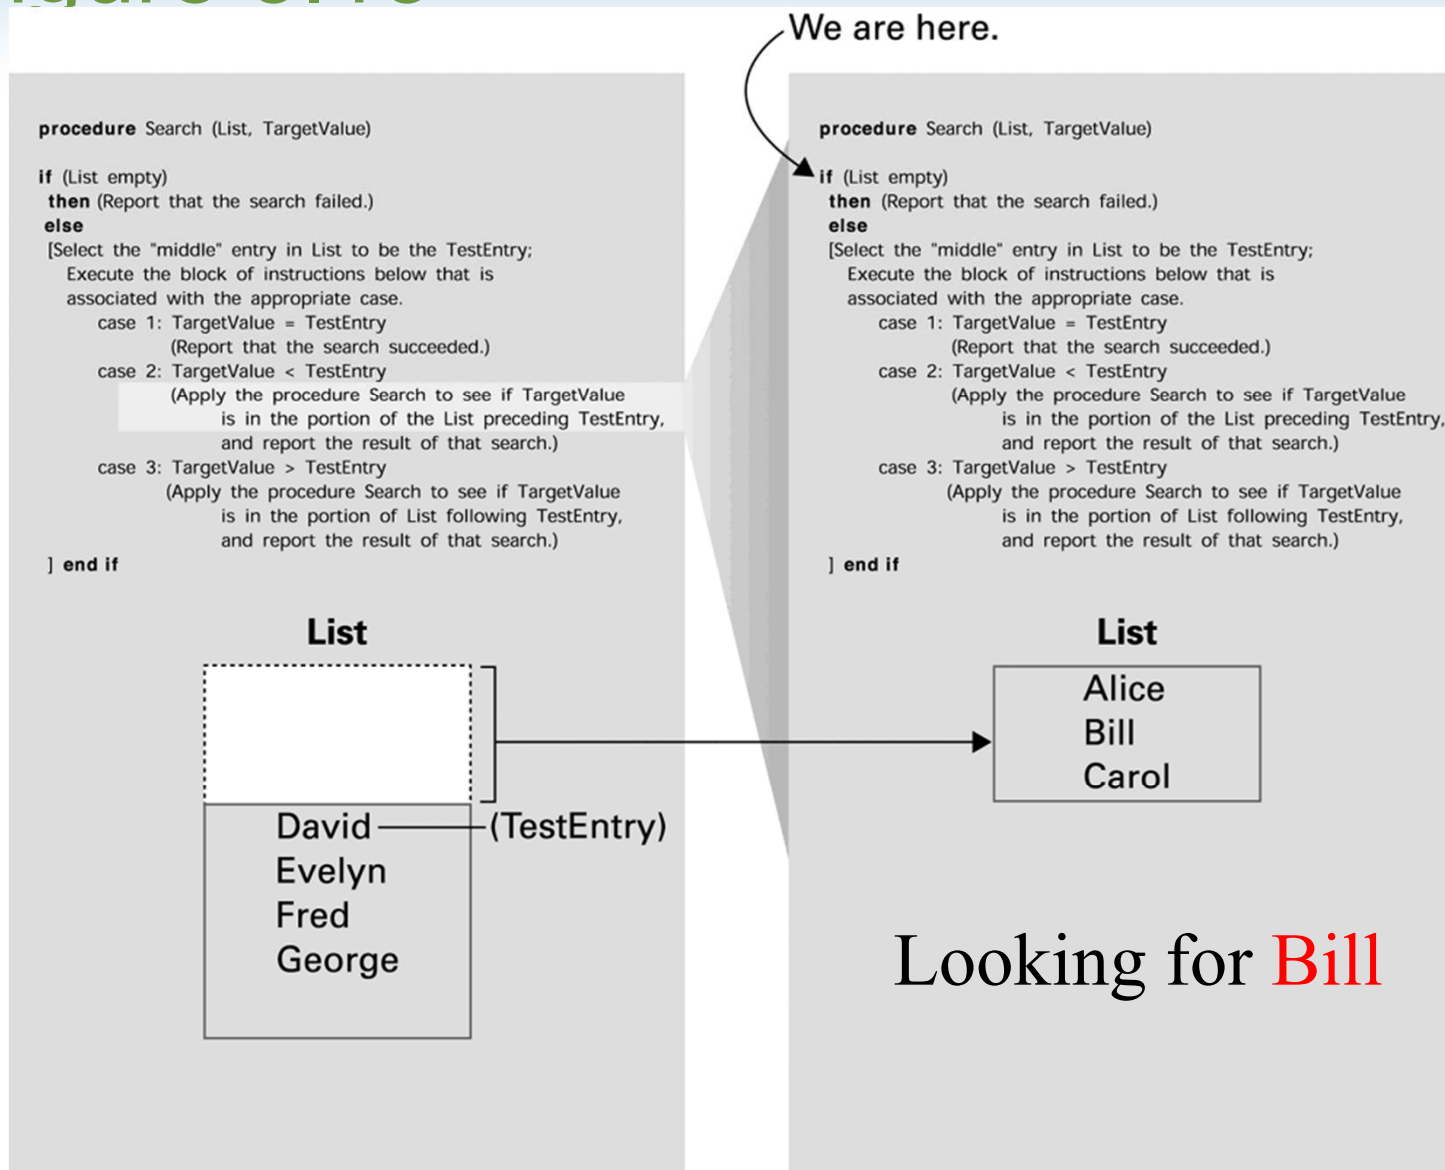 We are here.
procedure Search (List, TargetValue)
if (List empty)
then (Report that the search failed.)
else
[Select the "middle" entry in List to be the TestEntry;
Execute the block of instructions below that is
associated with the appropriate case.
case 1: TargetValue = TestEntry
(Report that the search succeeded.)
case 2: TargetValue < TestEntry
(Apply the procedure Search to see if TargetValue
is in the portion of the List preceding TestEntry,
and report the result of that search.)
case 3: TargetValue > TestEntry
(Apply the procedure Search to see if TargetValue
is in the portion of List following TestEntry,
and report the result of that search.)
] end if
List
David (TestEntry)
Evelyn
Fred
George
procedure Search (List, TargetValue)
if (List empty)
then (Report that the search failed.)
else
[Select the "middle" entry in List to be the TestEntry;
Execute the block of instructions below that is
associated with the appropriate case.
case 1: TargetValue = TestEntry
(Report that the search succeeded.)
case 2: TargetValue < TestEntry
(Apply the procedure Search to see if TargetValue
is in the portion of the List preceding TestEntry,
and report the result of that search.)
case 3: TargetValue > TestEntry
(Apply the procedure Search to see if TargetValue
is in the portion of List following TestEntry,
and report the result of that search.)
] end if
List
Alice
Bill
Carol
Looking for Bill